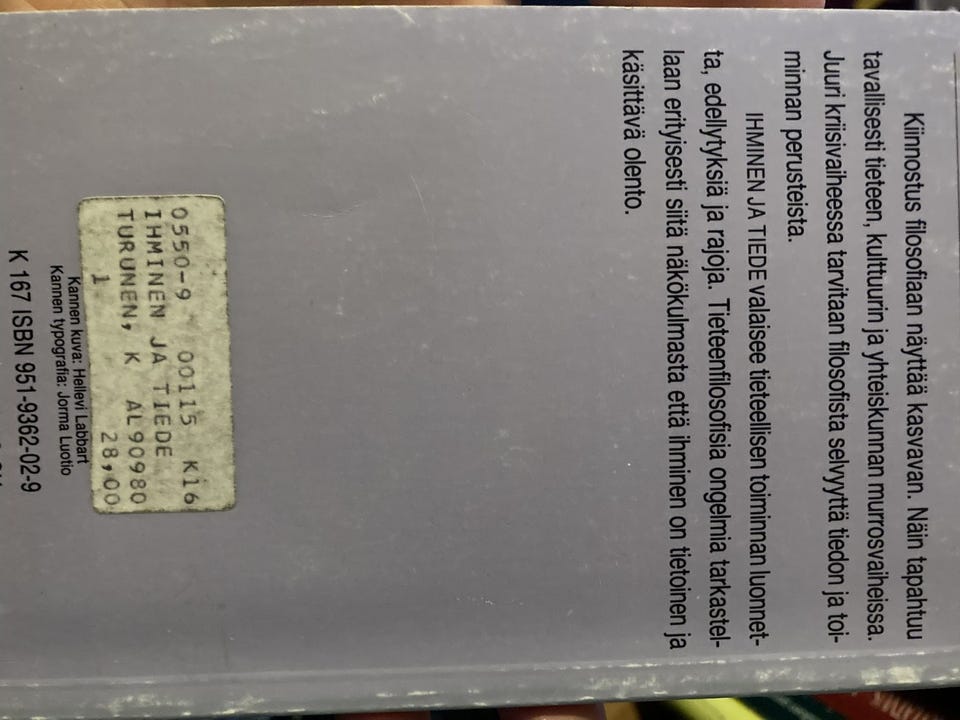 Kiinnostus filosofiaan näyttää kasvavan. Näin tapahtuu
tavallisesti tieteen, kulttuurin ja yhteiskunnan murrosvaiheissa.
Juuri kriisivaiheessa tarvitaan filosofista selvyyttä tiedon ja toi-
minnan perusteista.
IHMINEN JA TIEDE valaisee tieteellisen toiminnan luonnet-
ta, edellytyksiä ja rajoja. Tieteenfilosofisia ongelmia tarkastel-
laan erityisesti siitä näkökulmasta että ihminen on tietoinen ja
käsittävä olento.
0550-9 00115 K16
IHMINEN JA TIEDE
TURUNEN, K AL90980
1 28,00
Kannen kuva: Hellevi Labbart
Kannen typografia: Jorma Luotio
K 167 ISBN 951-9362-02-9